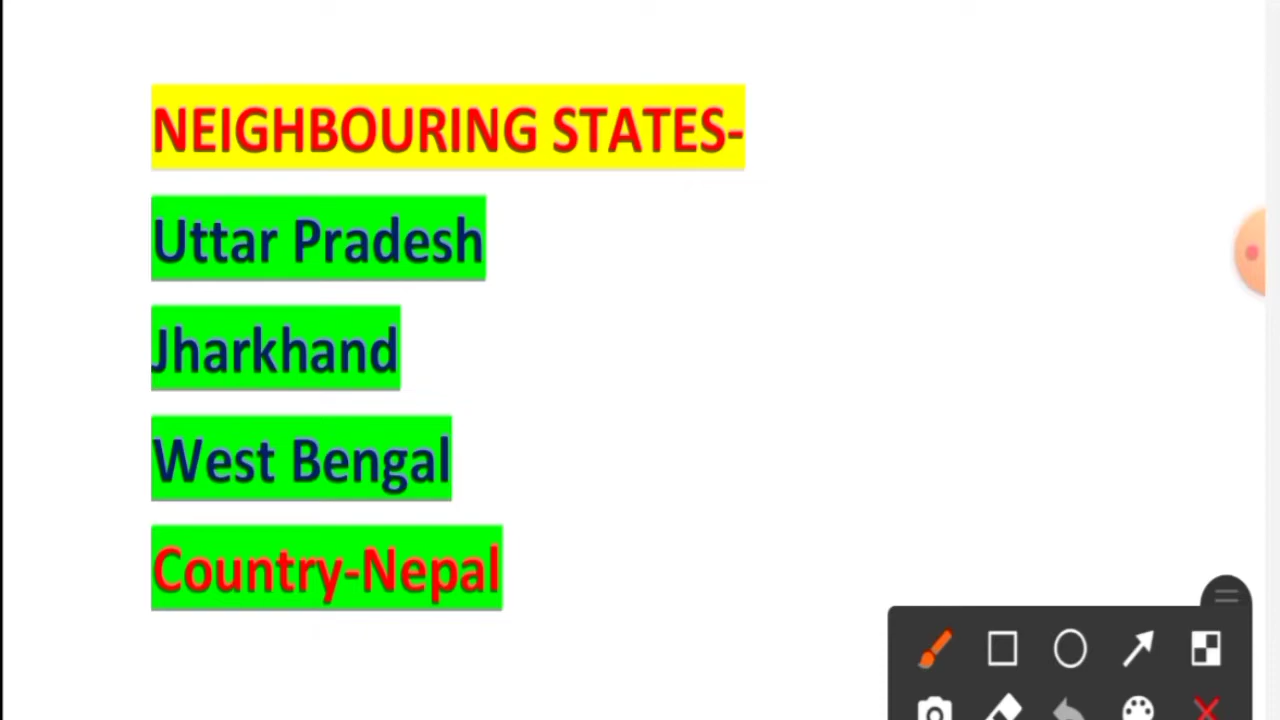 NEIGHBOURING STATES-
Uttar Pradesh
Jharkhand
West Bengal
Country-Nepal